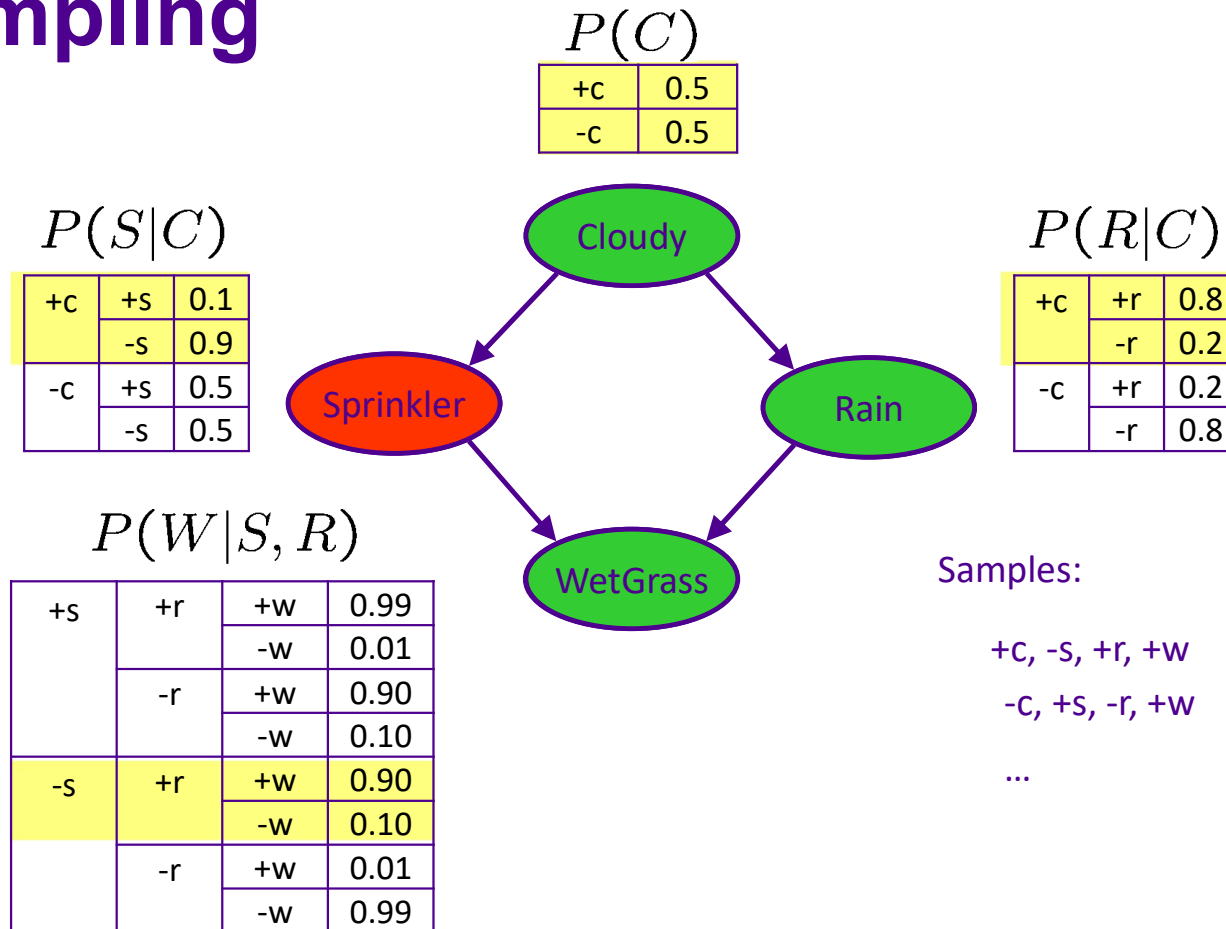 mpling
P(C)
+c 0.5
-c 0.5
P(S|C)
+c +s 0.1
-s 0.9
-c +s 0.5
-s 0.5
Cloudy
P(R|C)
+c +r 0.8
-r 0.2
-c +r 0.2
-r 0.8
Sprinkler
Rain
P(W|S, R)
+s +r +w 0.99
-w 0.01
-r +w 0.90
-w 0.10
-s +r +w 0.90
-w 0.10
-r +w 0.01
-w 0.99
WetGrass
Samples:
+c, -s, +r, +w
-c, +s, -r, +w
...